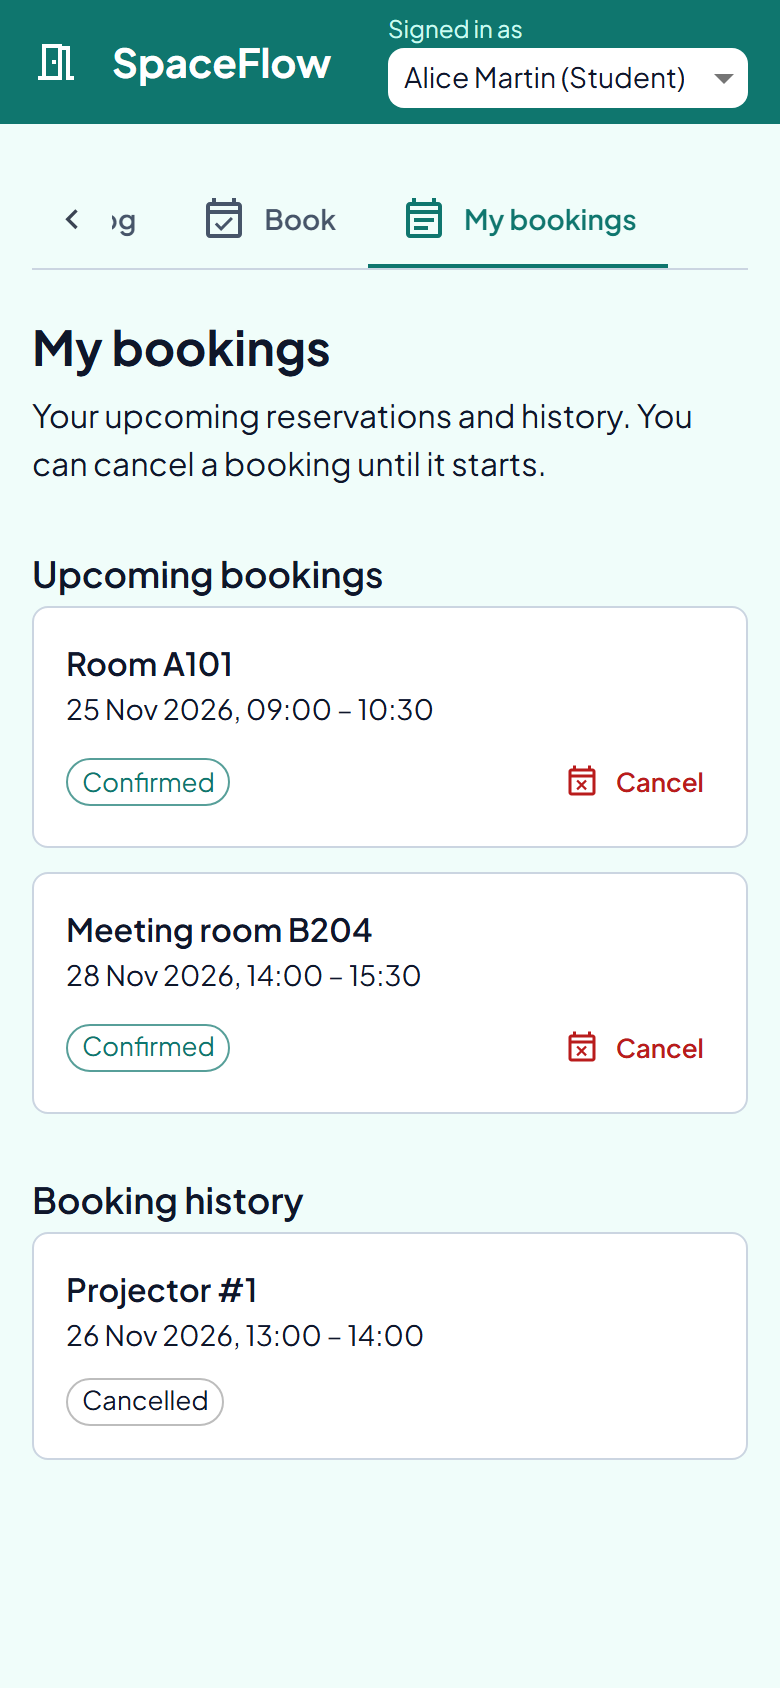 Signed in as
SpaceFlow
Alice Martin (Student)
og
Book
My bookings
My bookings
Your upcoming reservations and history. You
can cancel a booking until it starts.
Upcoming bookings
Room A101
25 Nov 2026, 09:00 – 10:30
Confirmed
Cancel
Meeting room B204
28 Nov 2026, 14:00 – 15:30
Confirmed
Cancel
Booking history
Projector #1
26 Nov 2026, 13:00 – 14:00
Cancelled